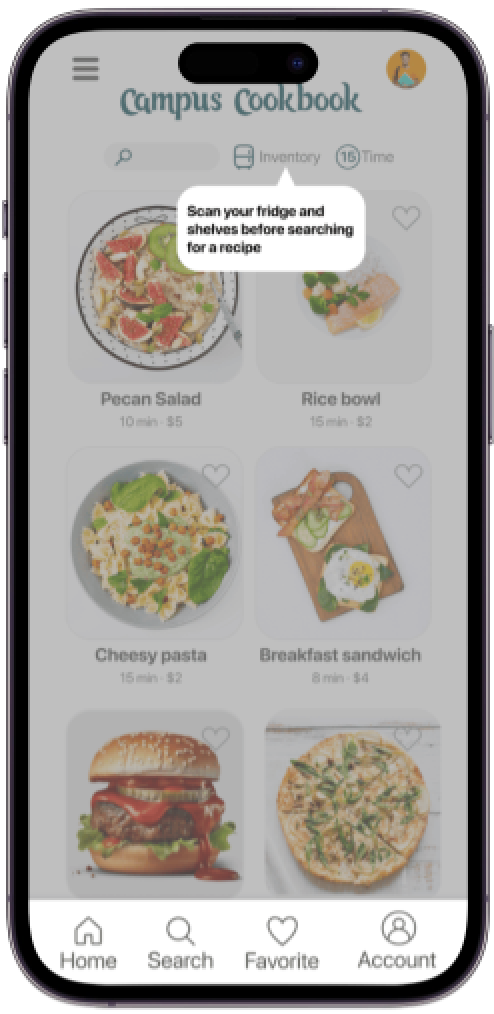 Campus Cookbook
Inventory
15 Time
Scan your fridge and
shelves before searching
for a recipe
Pecan Salad
Rice bowl
10 min · $5
15 min · $2
Cheesy pasta
Breakfast sandwich
15 min · $2
8 min · $4
Home
Search
Favorite
Account